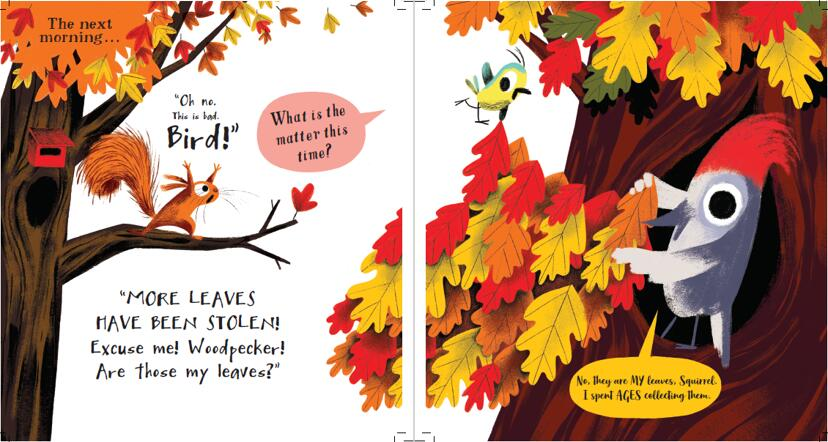 The next
morning...
"Oh no.
This is bad.
Bird!"
What is the
matter this
time?
"MORE LEAVES
HAVE BEEN STOLEN!
Excuse me! Woodpecker!
Are those my leaves?"
No, they are MY leaves, Squirrel.
I spent AGES collecting them.